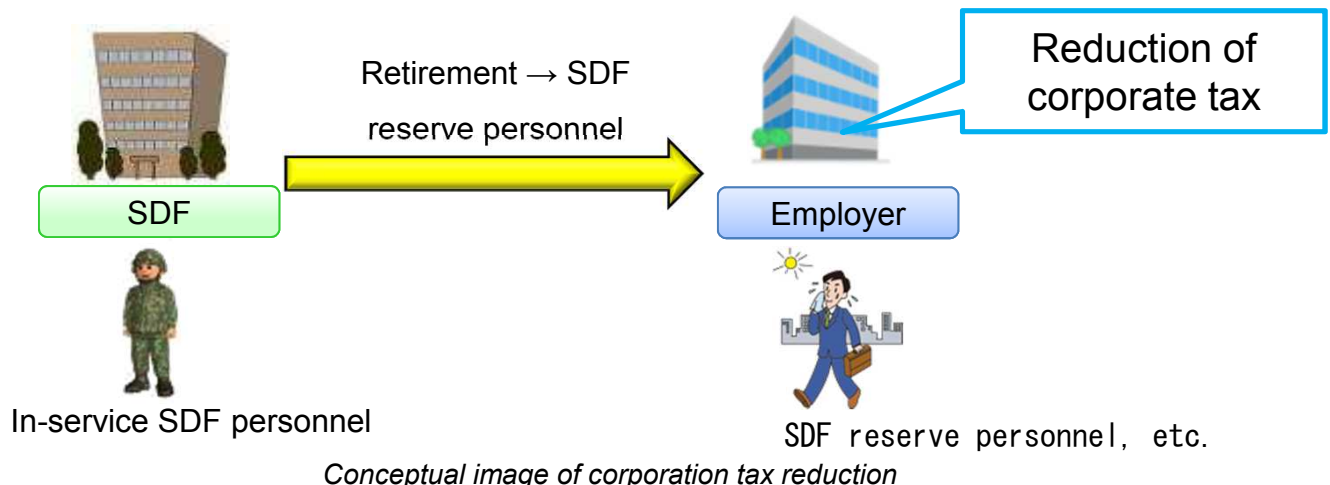 Retirement → SDF
reserve personnel
Reduction of
corporate tax
SDF
Employer
In-service SDF personnel
SDF reserve personnel, etc.
Conceptual image of corporation tax reduction